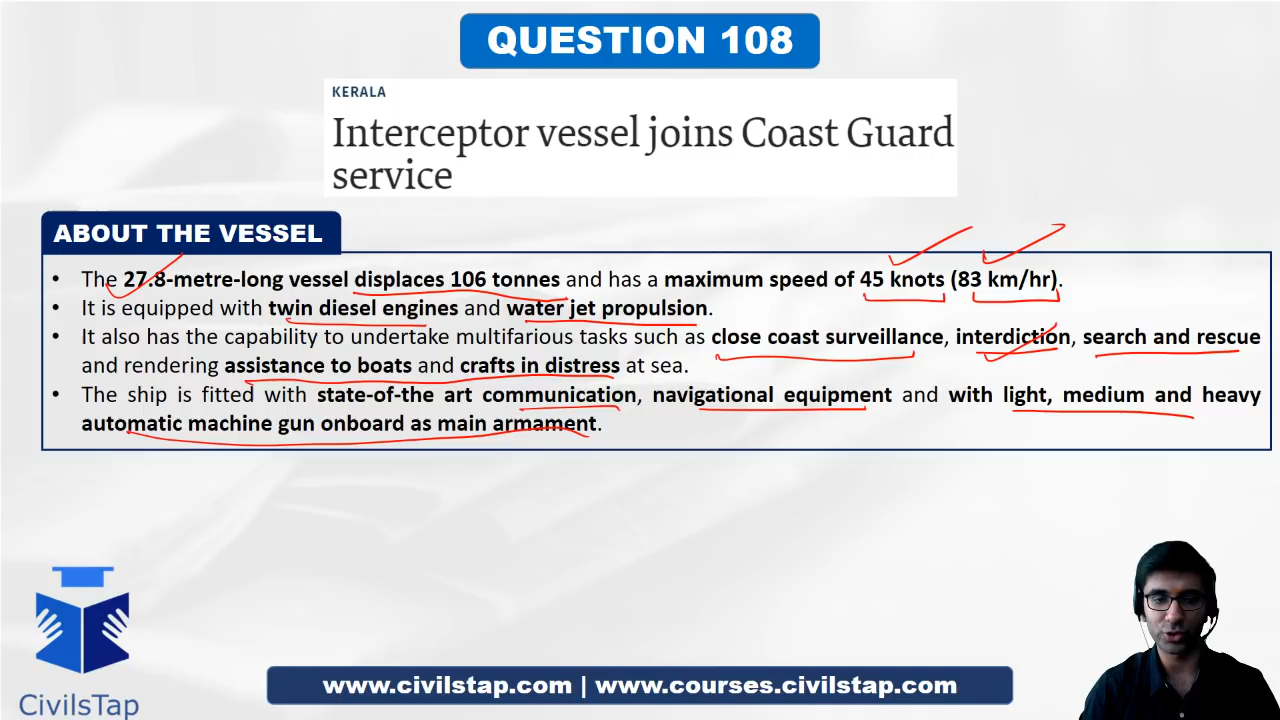 QUESTION 108
KERALA
Interceptor vessel joins Coast Guard
service
ABOUT THE VESSEL
• The 27.8-metre-long vessel displaces 106 tonnes and has a maximum speed of 45 knots (83 km/hr).
• It is equipped with twin diesel engines and water jet propulsion.
• It also has the capability to undertake multifarious tasks such as close coast surveillance, interdiction, search and rescue
and rendering assistance to boats and crafts in distress at sea.
• The ship is fitted with state-of-the art communication, navigational equipment and with light, medium and heavy
automatic machine gun onboard as main armament.
CivilsTap
www.civilstap.com | www.courses.civilstap.com